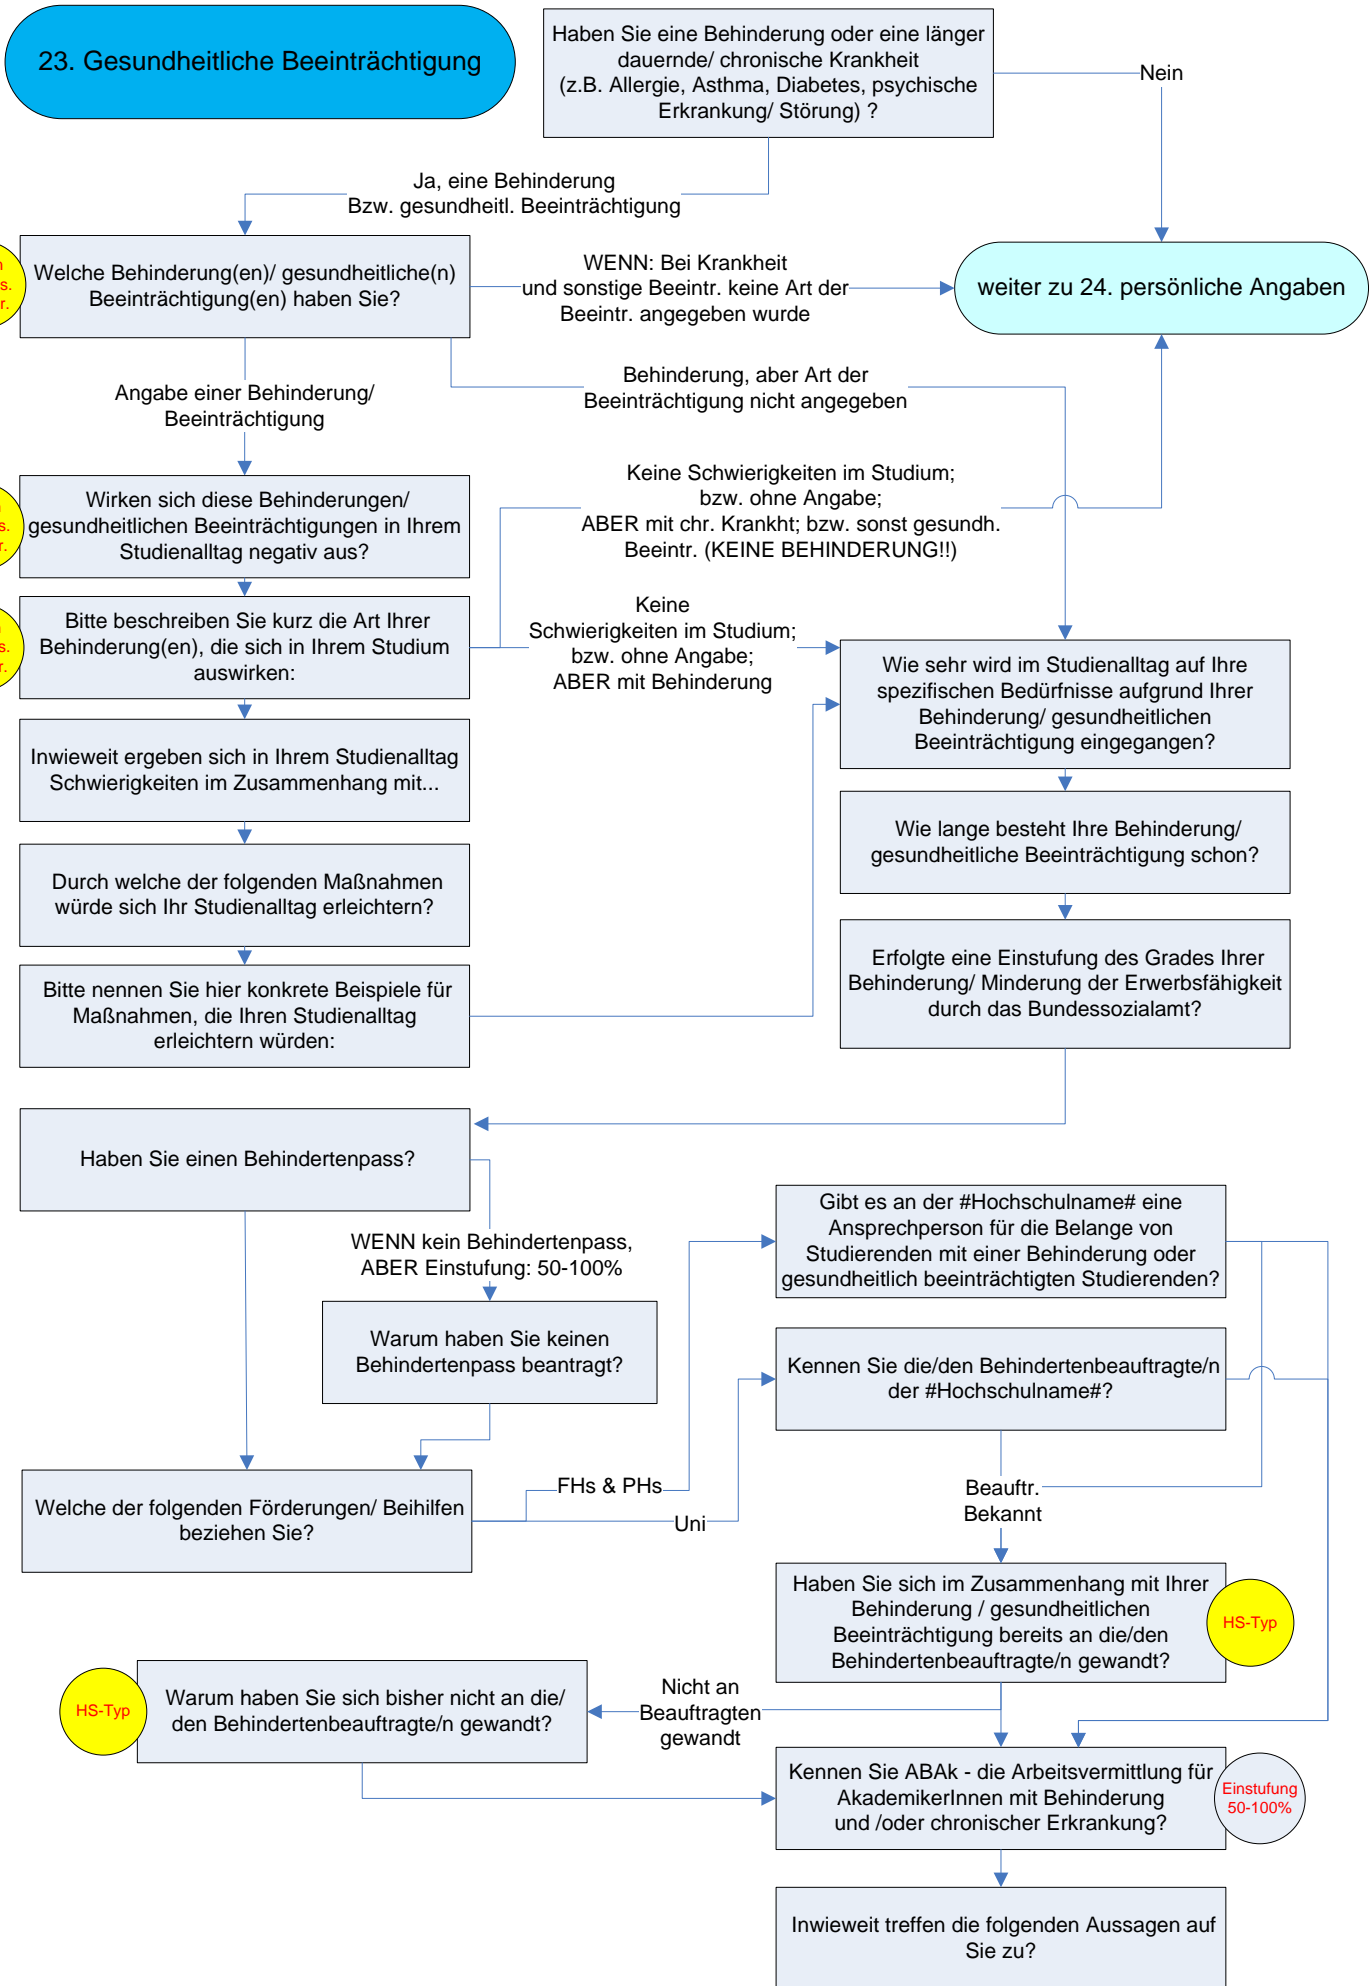 23. Gesundheitliche Beeinträchtigung
Haben Sie eine Behinderung oder eine länger
dauernde/ chronische Krankheit
(z.B. Allergie, Asthma, Diabetes, psychische
Erkrankung/ Störung) ?
Nein
Ja, eine Behinderung
Bzw. gesundheitl. Beeinträchtigung
Welche Behinderung(en)/ gesundheitliche(n)
Beeinträchtigung(en) haben Sie?
WENN: Bei Krankheit
und sonstige Beeintr. keine Art der
Beeintr. angegeben wurde
weiter zu 24. persönliche Angaben
Angabe einer Behinderung/
Beeinträchtigung
Behinderung, aber Art der
Beeinträchtigung nicht angegeben
Wirken sich diese Behinderungen/
gesundheitlichen Beeinträchtigungen in Ihrem
Studienalltag negativ aus?
Keine Schwierigkeiten im Studium;
bzw. ohne Angabe;
ABER mit chr. Krankht; bzw. sonst gesundh.
Beeintr. (KEINE BEHINDERUNG!!)
Bitte beschreiben Sie kurz die Art Ihrer
Behinderung(en), die sich in Ihrem Studium
auswirken:
Keine
Schwierigkeiten im Studium;
bzw. ohne Angabe;
ABER mit Behinderung
Wie sehr wird im Studienalltag auf Ihre
spezifischen Bedürfnisse aufgrund Ihrer
Behinderung/ gesundheitlichen
Beeinträchtigung eingegangen?
Inwieweit ergeben sich in Ihrem Studienalltag
Schwierigkeiten im Zusammenhang mit...
Wie lange besteht Ihre Behinderung/
gesundheitliche Beeinträchtigung schon?
Durch welche der folgenden Maßnahmen
würde sich Ihr Studienalltag erleichtern?
Erfolgte eine Einstufung des Grades Ihrer
Behinderung/ Minderung der Erwerbsfähigkeit
durch das Bundessozialamt?
Bitte nennen Sie hier konkrete Beispiele für
Maßnahmen, die Ihren Studienalltag
erleichtern würden:
Haben Sie einen Behindertenpass?
WENN kein Behindertenpass,
ABER Einstufung: 50-100%
Gibt es an der #Hochschulname# eine
Ansprechperson für die Belange von
Studierenden mit einer Behinderung oder
gesundheitlich beeinträchtigten Studierenden?
Warum haben Sie keinen
Behindertenpass beantragt?
Kennen Sie die/den Behindertenbeauftragte/n
der #Hochschulname#?
Welche der folgenden Förderungen/ Beihilfen
beziehen Sie?
FHs & PHs
Uni
Beauftr.
Bekannt
Haben Sie sich im Zusammenhang mit Ihrer
Behinderung / gesundheitlichen
Beeinträchtigung bereits an die/den
Behindertenbeauftragte/n gewandt?
HS-Typ
HS-Typ
Warum haben Sie sich bisher nicht an die/
den Behindertenbeauftragte/n gewandt?
Nicht an
Beauftragten
gewandt
Kennen Sie ABAk - die Arbeitsvermittlung für
AkademikerInnen mit Behinderung
und /oder chronischer Erkrankung?
Einstufung
50-100%
Inwieweit treffen die folgenden Aussagen auf
Sie zu?